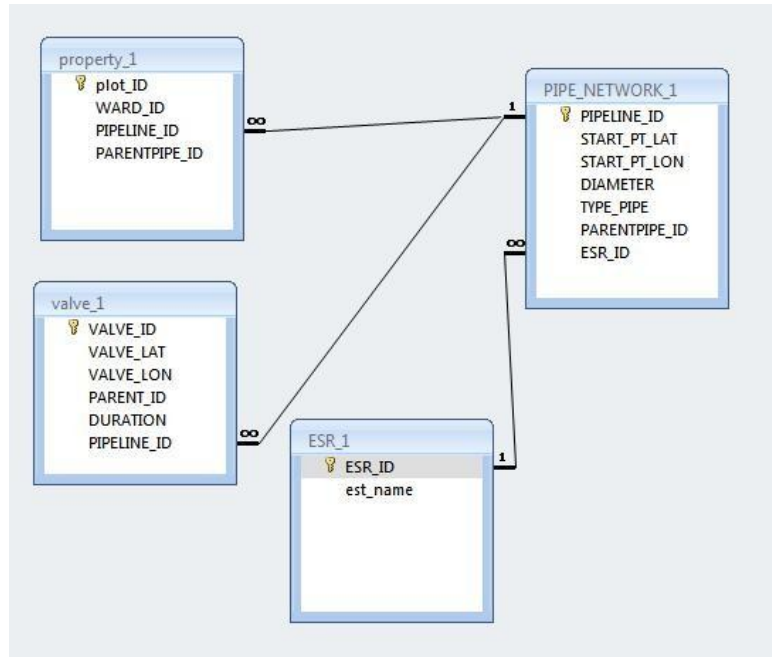 property_1
plot_ID
WARD_ID
PIPELINE_ID
PARENTPIPE_ID
∞
1
PIPE_NETWORK_1
PIPELINE_ID
START_PT_LAT
START_PT_LON
DIAMETER
TYPE_PIPE
PARENTPIPE_ID
ESR_ID
∞
valve_1
VALVE_ID
VALVE_LAT
VALVE_LON
PARENT_ID
DURATION
PIPELINE_ID
∞
ESR_1
ESR_ID
est_name
1